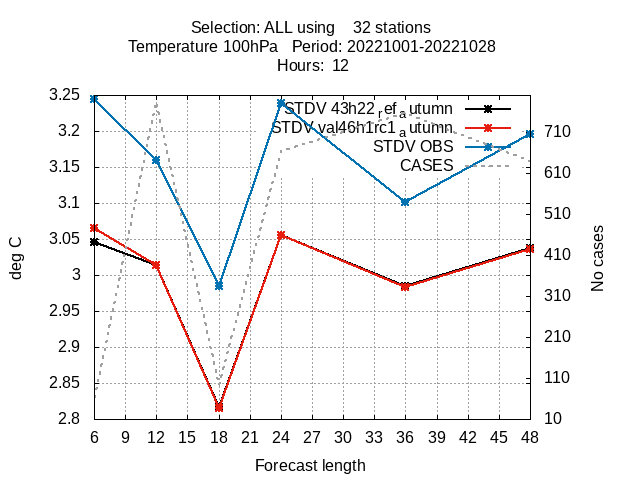 Selection: ALL using    32 stations
Temperature 100hPa   Period: 20221001-20221028
Hours:  12
3.25
3.2
3.15
3.1
3.05
3
2.95
2.9
2.85
2.8
deg C
STDV 43h22 ref a utumn
STDV val46h1rc1 a utumn
STDV OBS
CASES
710
610
510
410
310
210
110
10
No cases
6 9 12 15 18 21 24 27 30 33 36 39 42 45 48
Forecast length